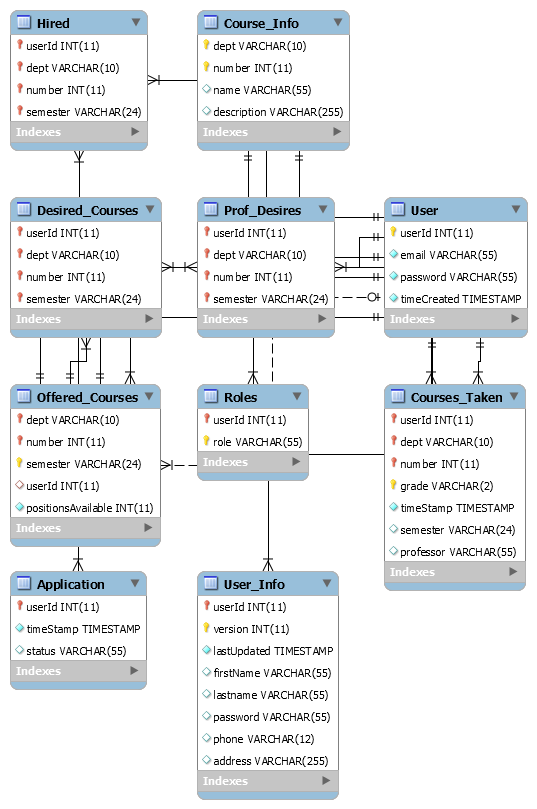 Hired
userId INT(11)
dept VARCHAR(10)
number INT(11)
semester VARCHAR(24)
Indexes
Course_Info
dept VARCHAR(10)
number INT(11)
name VARCHAR(55)
description VARCHAR(255)
Indexes
Desired_Courses
userId INT(11)
dept VARCHAR(10)
number INT(11)
semester VARCHAR(24)
Indexes
Prof_Desires
userId INT(11)
dept VARCHAR(10)
number INT(11)
semester VARCHAR(24)
Indexes
User
userId INT(11)
email VARCHAR(55)
password VARCHAR(55)
timeCreated TIMESTAMP
Indexes
Offered_Courses
dept VARCHAR(10)
number INT(11)
semester VARCHAR(24)
userId INT(11)
positionsAvailable INT(11)
Indexes
Roles
userId INT(11)
role VARCHAR(55)
Indexes
Courses_Taken
userId INT(11)
dept VARCHAR(10)
number INT(11)
grade VARCHAR(2)
timeStamp TIMESTAMP
semester VARCHAR(24)
professor VARCHAR(55)
Indexes
Application
userId INT(11)
timeStamp TIMESTAMP
status VARCHAR(55)
Indexes
User_Info
userId INT(11)
version INT(11)
lastUpdated TIMESTAMP
firstName VARCHAR(55)
lastname VARCHAR(55)
password VARCHAR(55)
phone VARCHAR(12)
address VARCHAR(255)
Indexes